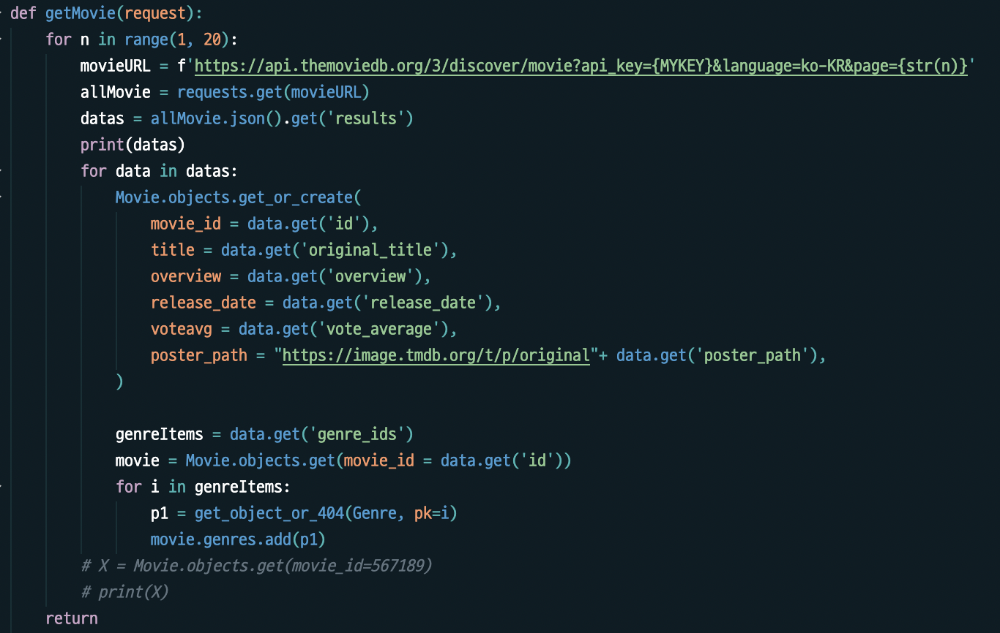 def getMovie(request):
    for n in range(1, 20):
        movieURL = f'https://api.themoviedb.org/3/discover/movie?api_key={MYKEY}&language=ko-KR&page={str(n)}'
        allMovie = requests.get(movieURL)
        datas = allMovie.json().get('results')
        print(datas)
        for data in datas:
            Movie.objects.get_or_create(
                movie_id = data.get('id'),
                title = data.get('original_title'),
                overview = data.get('overview'),
                release_date = data.get('release_date'),
                voteavg = data.get('vote_average'),
                poster_path = "https://image.tmdb.org/t/p/original"+ data.get('poster_path'),
            )
            genreItems = data.get('genre_ids')
            movie = Movie.objects.get(movie_id = data.get('id'))
            for i in genreItems:
                p1 = get_object_or_404(Genre, pk=i)
                movie.genres.add(p1)
        # X = Movie.objects.get(movie_id=567189)
        # print(X)
    return